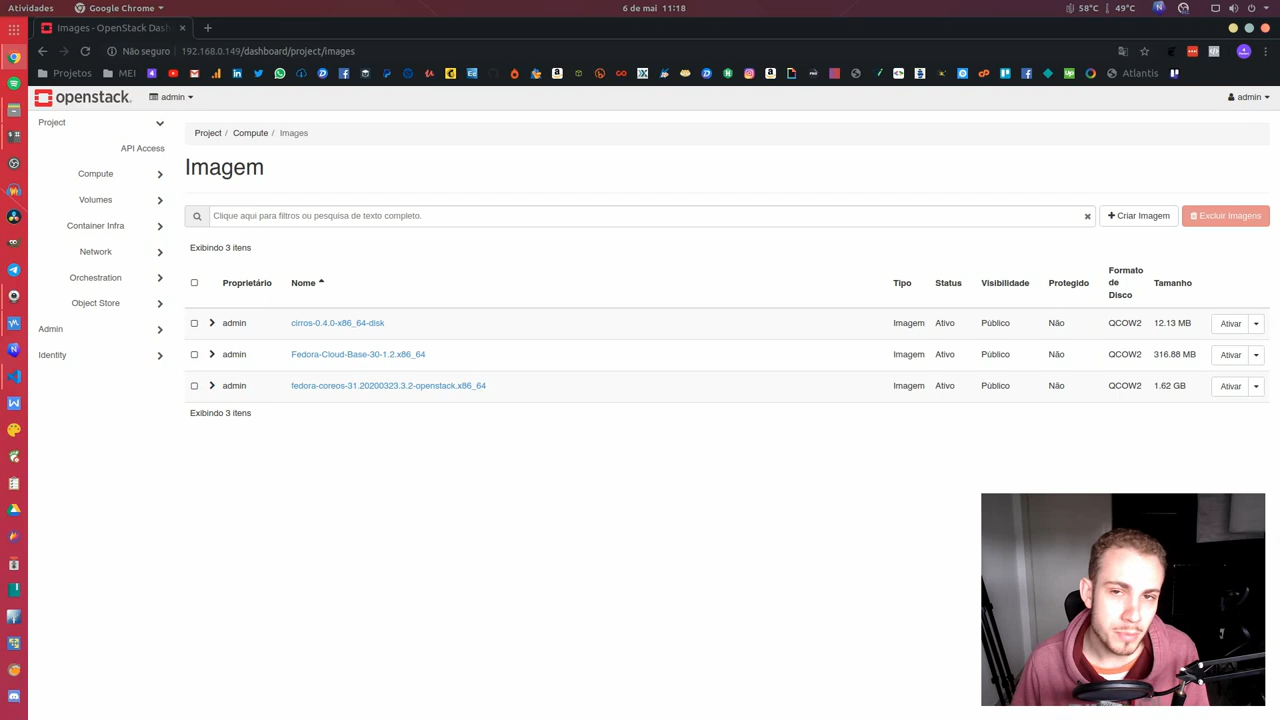 Atividades
Google Chrome
6 de mai 11:18
58°C
49°C
Images - OpenStack Dash
Não seguro
192.168.0.149/dashboard/project/images
Projetos
MEI
Atlantis
openstack.
admin
admin
Project
API Access
Compute
Volumes
Container Infra
Network
Orchestration
Object Store
Admin
Identity
Project / Compute / Images
Imagem
Clique aqui para filtros ou pesquisa de texto completo.
Criar Imagem
Excluir Imagens
Exibindo 3 itens
Proprietário Nome Tipo Status Visibilidade Protegido Formato de Disco Tamanho
admin cirros-0.4.0-x86_64-disk Imagem Ativo Público Não QCOW2 12.13 MB Ativar
admin Fedora-Cloud-Base-30-1.2.x86_64 Imagem Ativo Público Não QCOW2 316.88 MB Ativar
admin fedora-coreos-31.20200323.3.2-openstack.x86_64 Imagem Ativo Público Não QCOW2 1.62 GB Ativar
Exibindo 3 itens